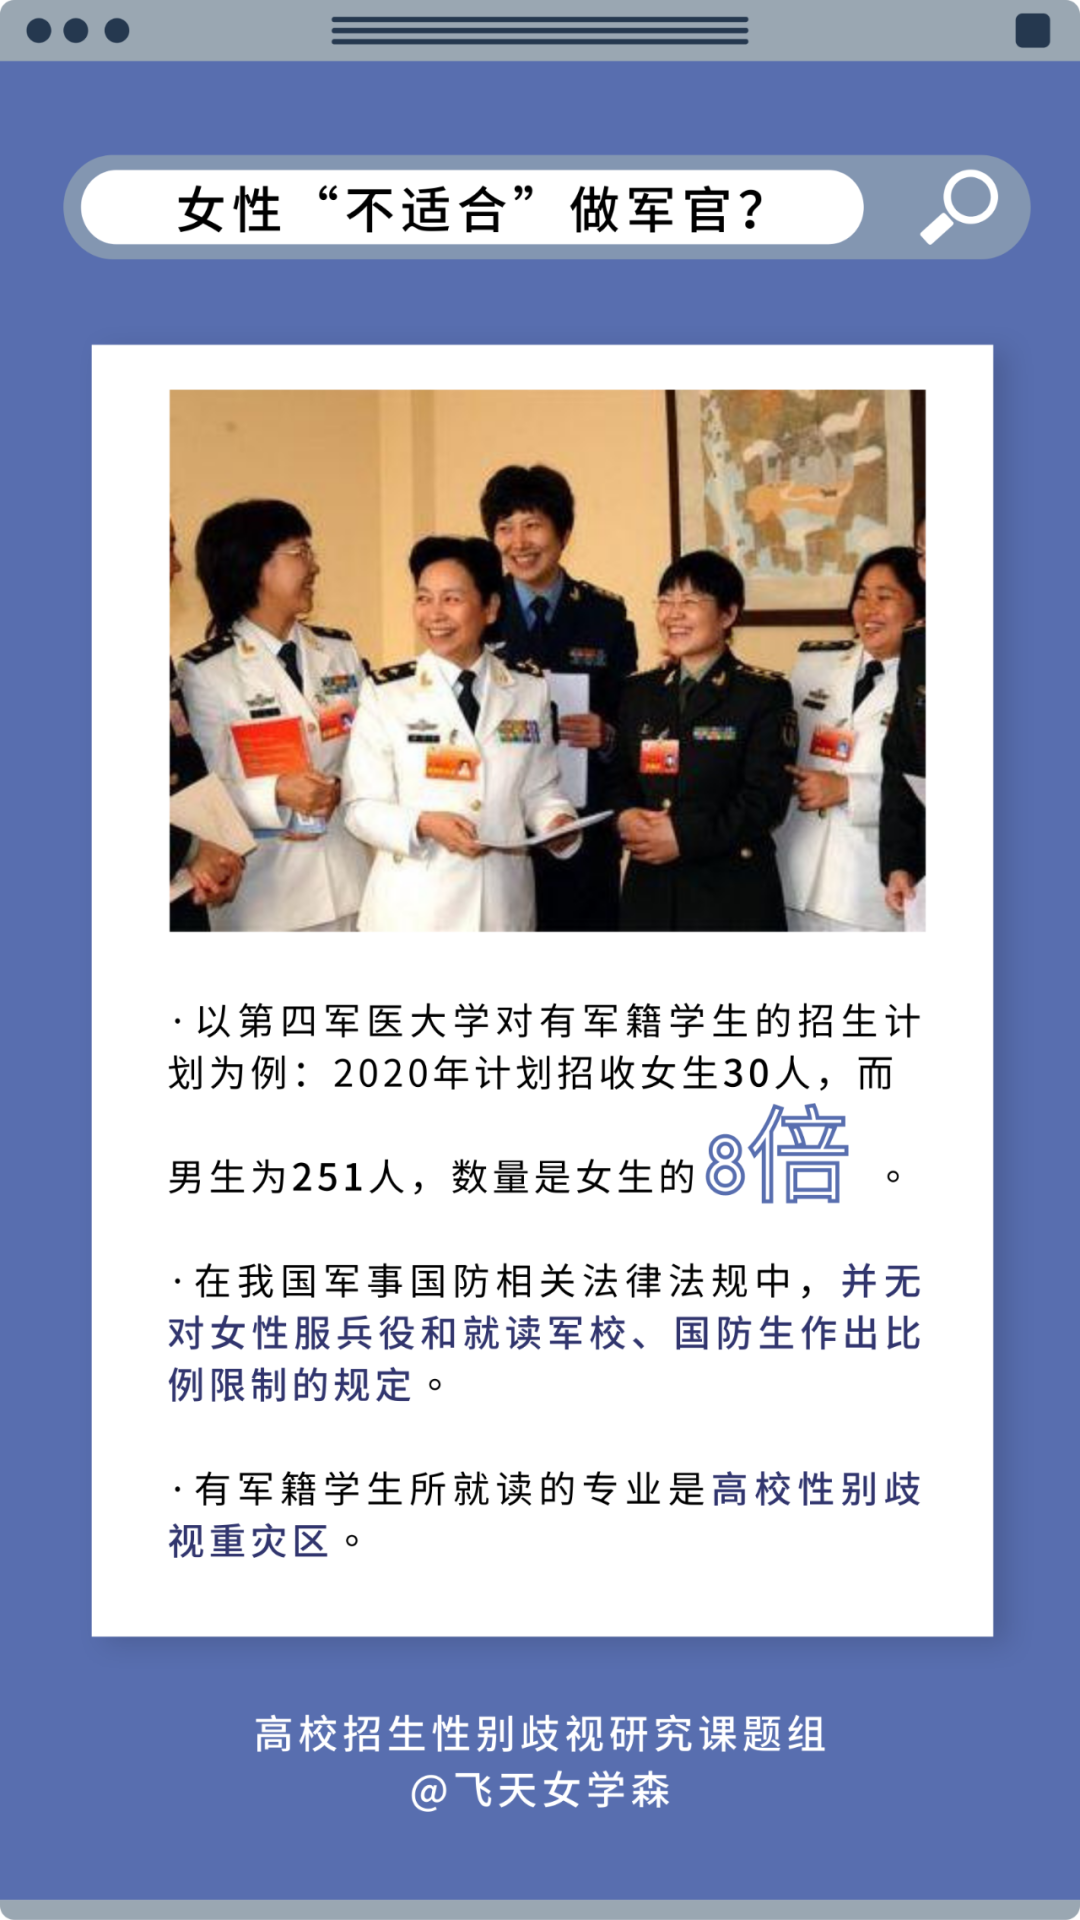 女性“不适合”做军官？
·以第四军医大学对有军籍学生的招生计
划为例：2020年计划招收女生30人，而
男生为251人，数量是女生的8倍。
·在我国军事国防相关法律法规中，并无
对女性服兵役和就读军校、国防生作出比
例限制的规定。
·有军籍学生所就读的专业是高校性别歧
视重灾区。
高校招生性别歧视研究课题组
@飞天女学森